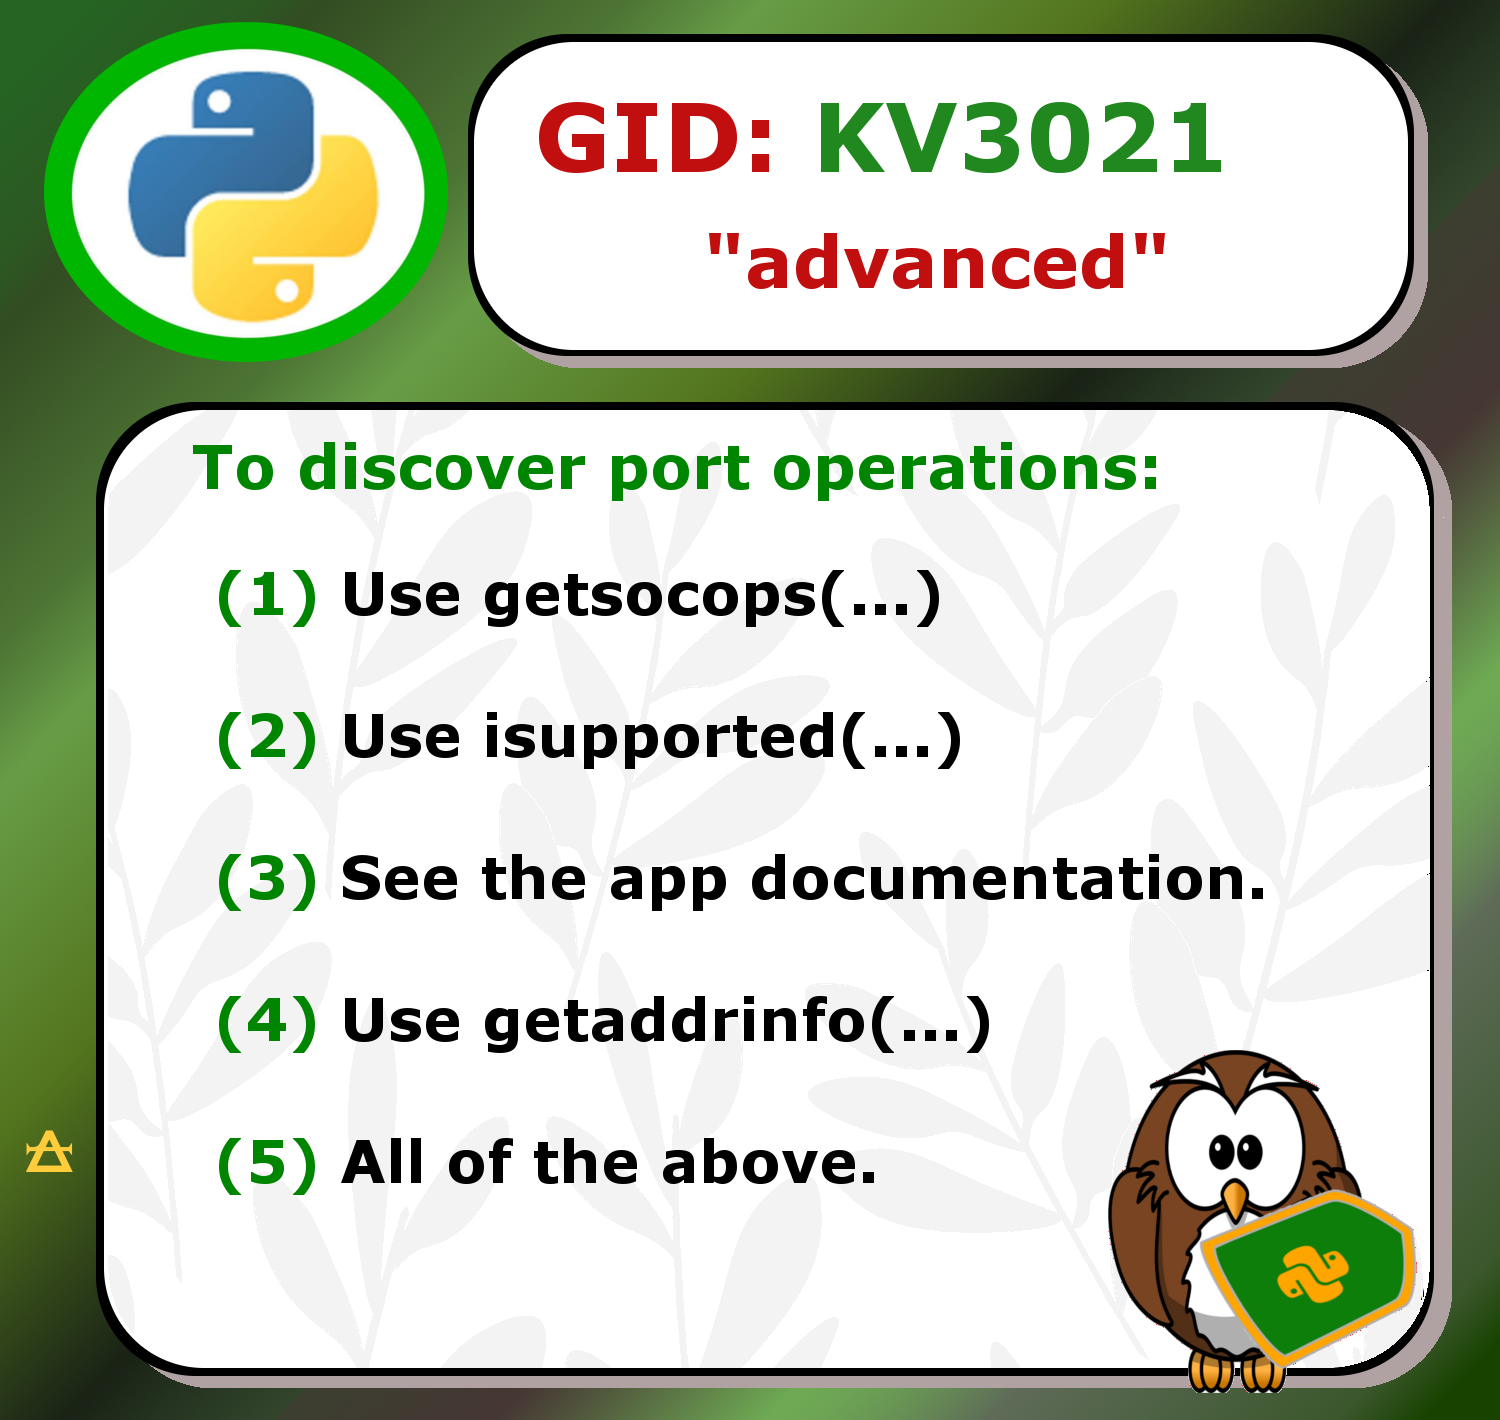 GID: KV3021
"advanced"
To discover port operations:
(1) Use getsocops(...)
(2) Use isupported(...)
(3) See the app documentation.
(4) Use getaddrinfo(...)
(5) All of the above.